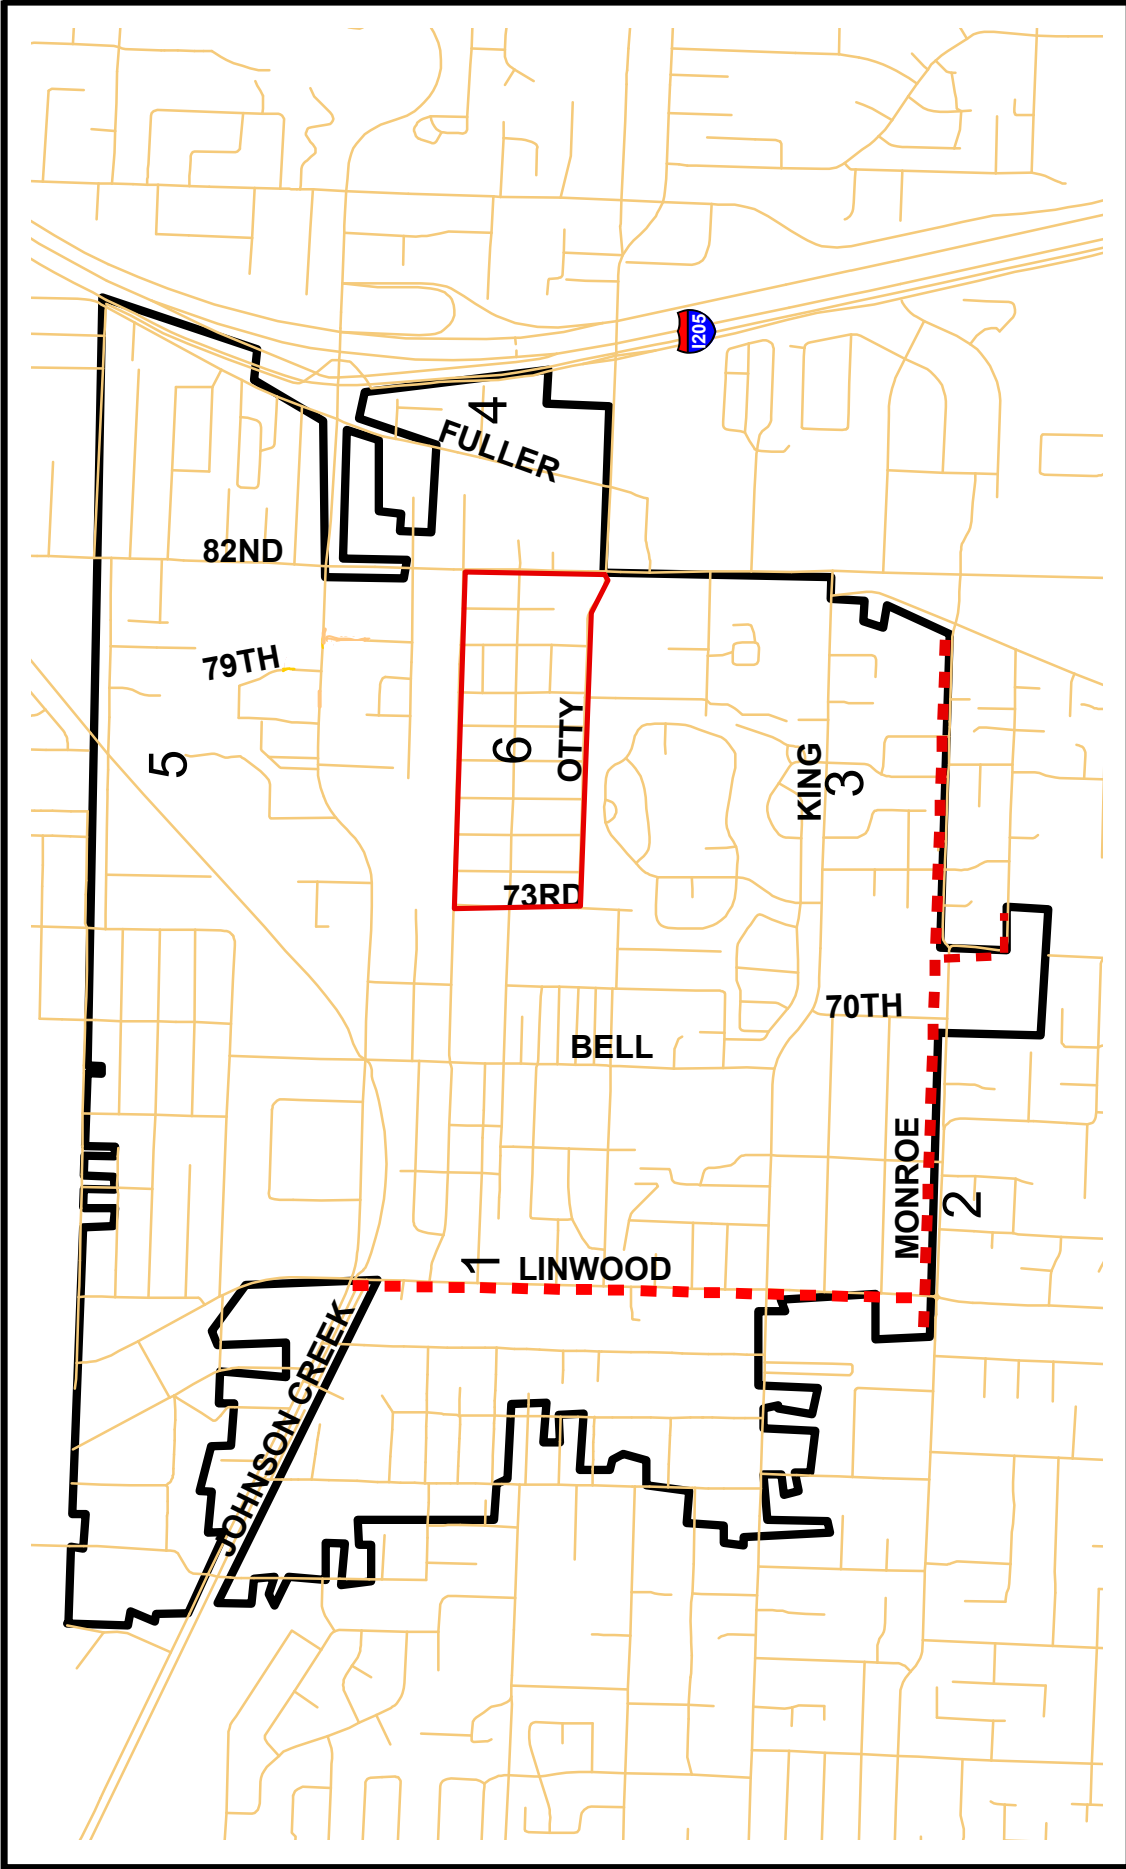 I205
4
FULLER
82ND
79TH
5
6
OTTY
KING
3
73RD
70TH
BELL
MONROE
2
1
LINWOOD
JOHNSON CREEK